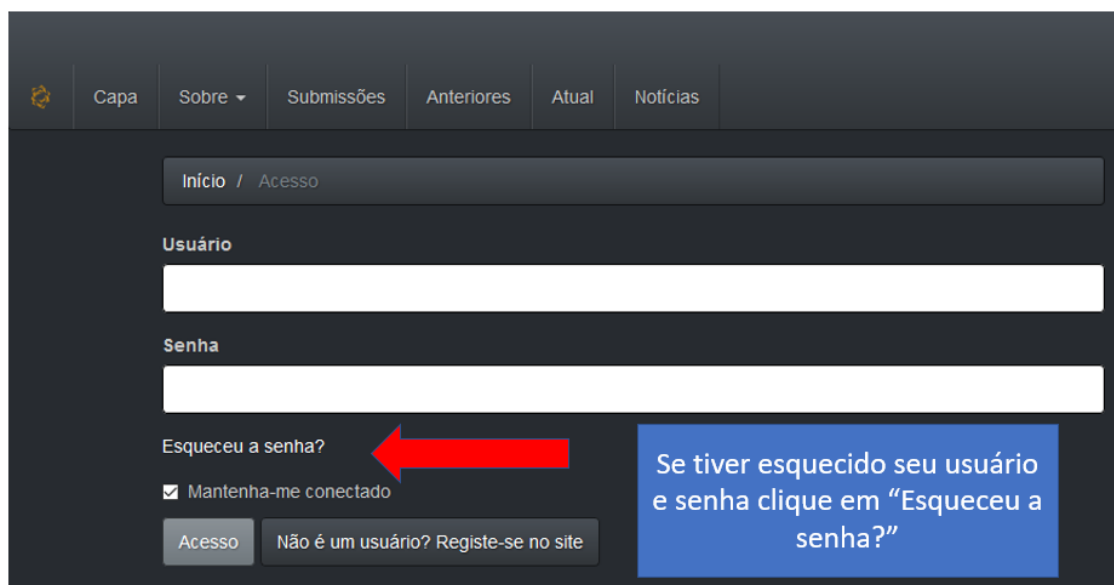 Capa Sobre Submissões Anteriores Atual Notícias
Início / Acesso
Usuário
Senha
Esqueceu a senha?
Mantenha-me conectado
Acesso Não é um usuário? Registe-se no site
Se tiver esquecido seu usuário
e senha clique em “Esqueceu a
senha?”